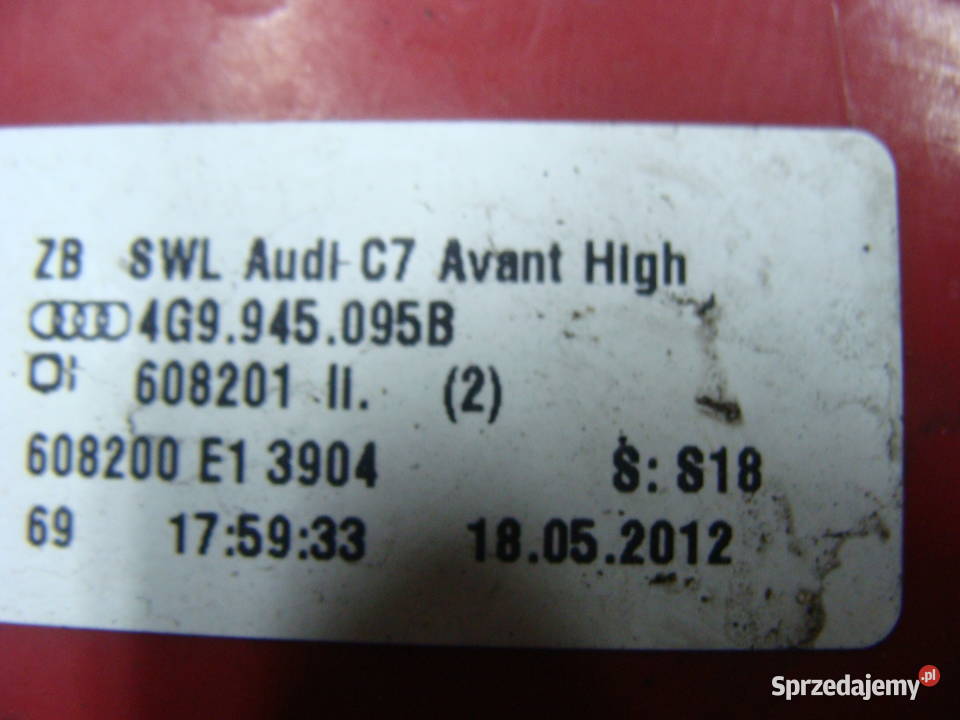 ZB SWL Audi C7 Avant High
4G9.945.095B
608201 II. (2)
608200 E1 3904 S: S18
69 17:59:33 18.05.2012
Sprzedajemy.pl